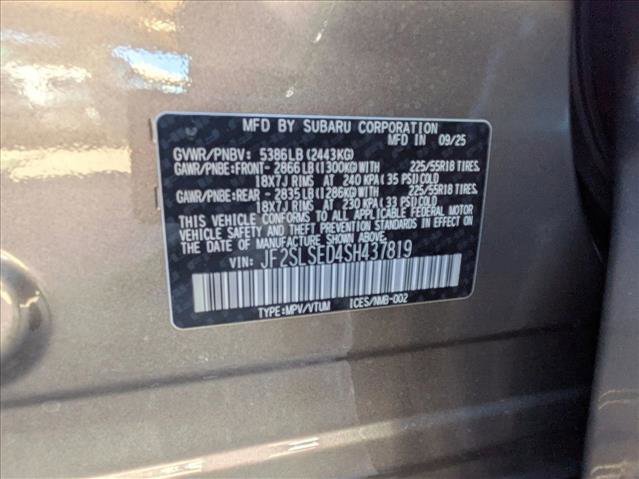 MFD BY SUBARU CORPORATION 09/25
GVWR/PNBV: 5386LB(2443KG)
GAWR/PNBE:FRONT- 2866LB(1300KG)WITH 225/55R18 TIRES,
18X7J RIMS AT 240 KPA(35 PSI)COLD
GAWR/PNBE:REAR - 2835LB(1286KG)WITH 225/55R18 TIRES,
18X7J RIMS AT 230 KPA(33 PSI)COLD
THIS VEHICLE CONFORMS TO ALL APPLICABLE FEDERAL MOTOR
VEHICLE SAFETY AND THEFT PREVENTION STANDARDS IN EFFECT ON
THE DATE OF MANUFACTURE SHOWN ABOVE.
VIN: JF2SLSED4SH437819
TYPE:MPV/VTUM ICES/NMB-002